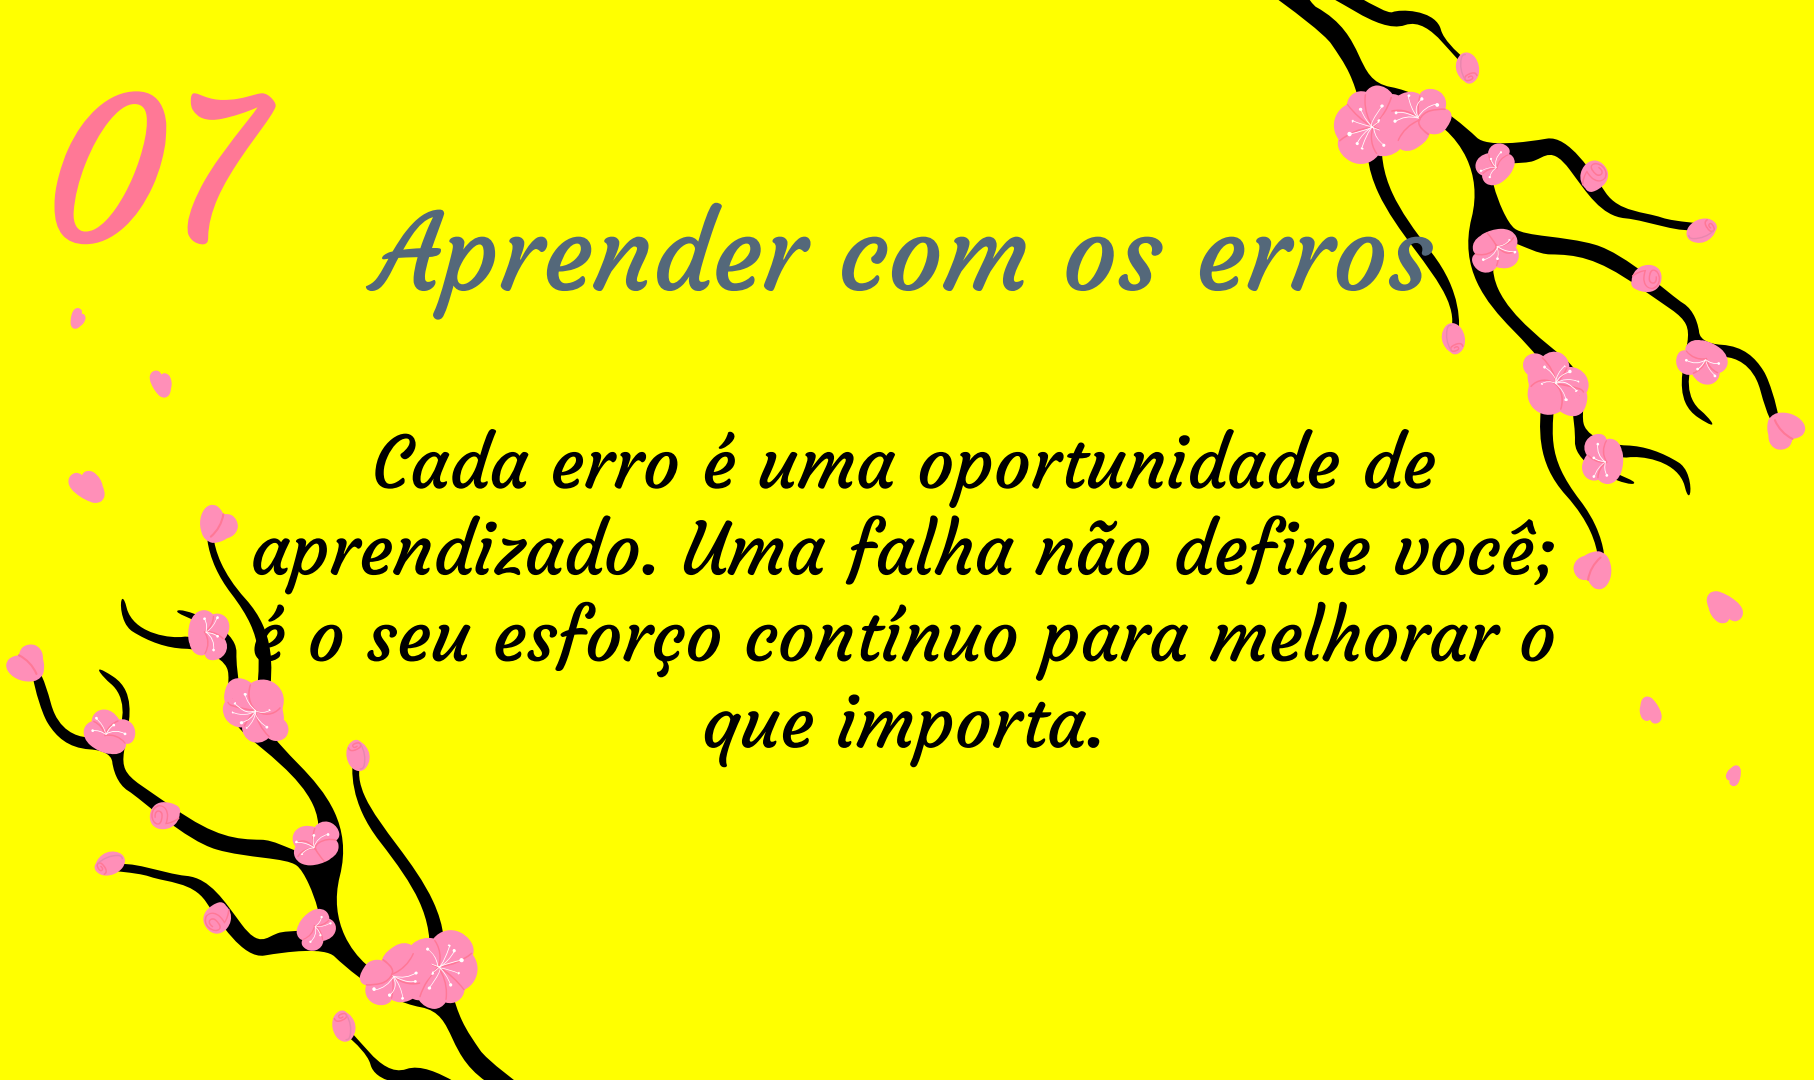 07
Aprender com os erros
Cada erro é uma oportunidade de
aprendizado. Uma falha não define você;
é o seu esforço contínuo para melhorar o
que importa.